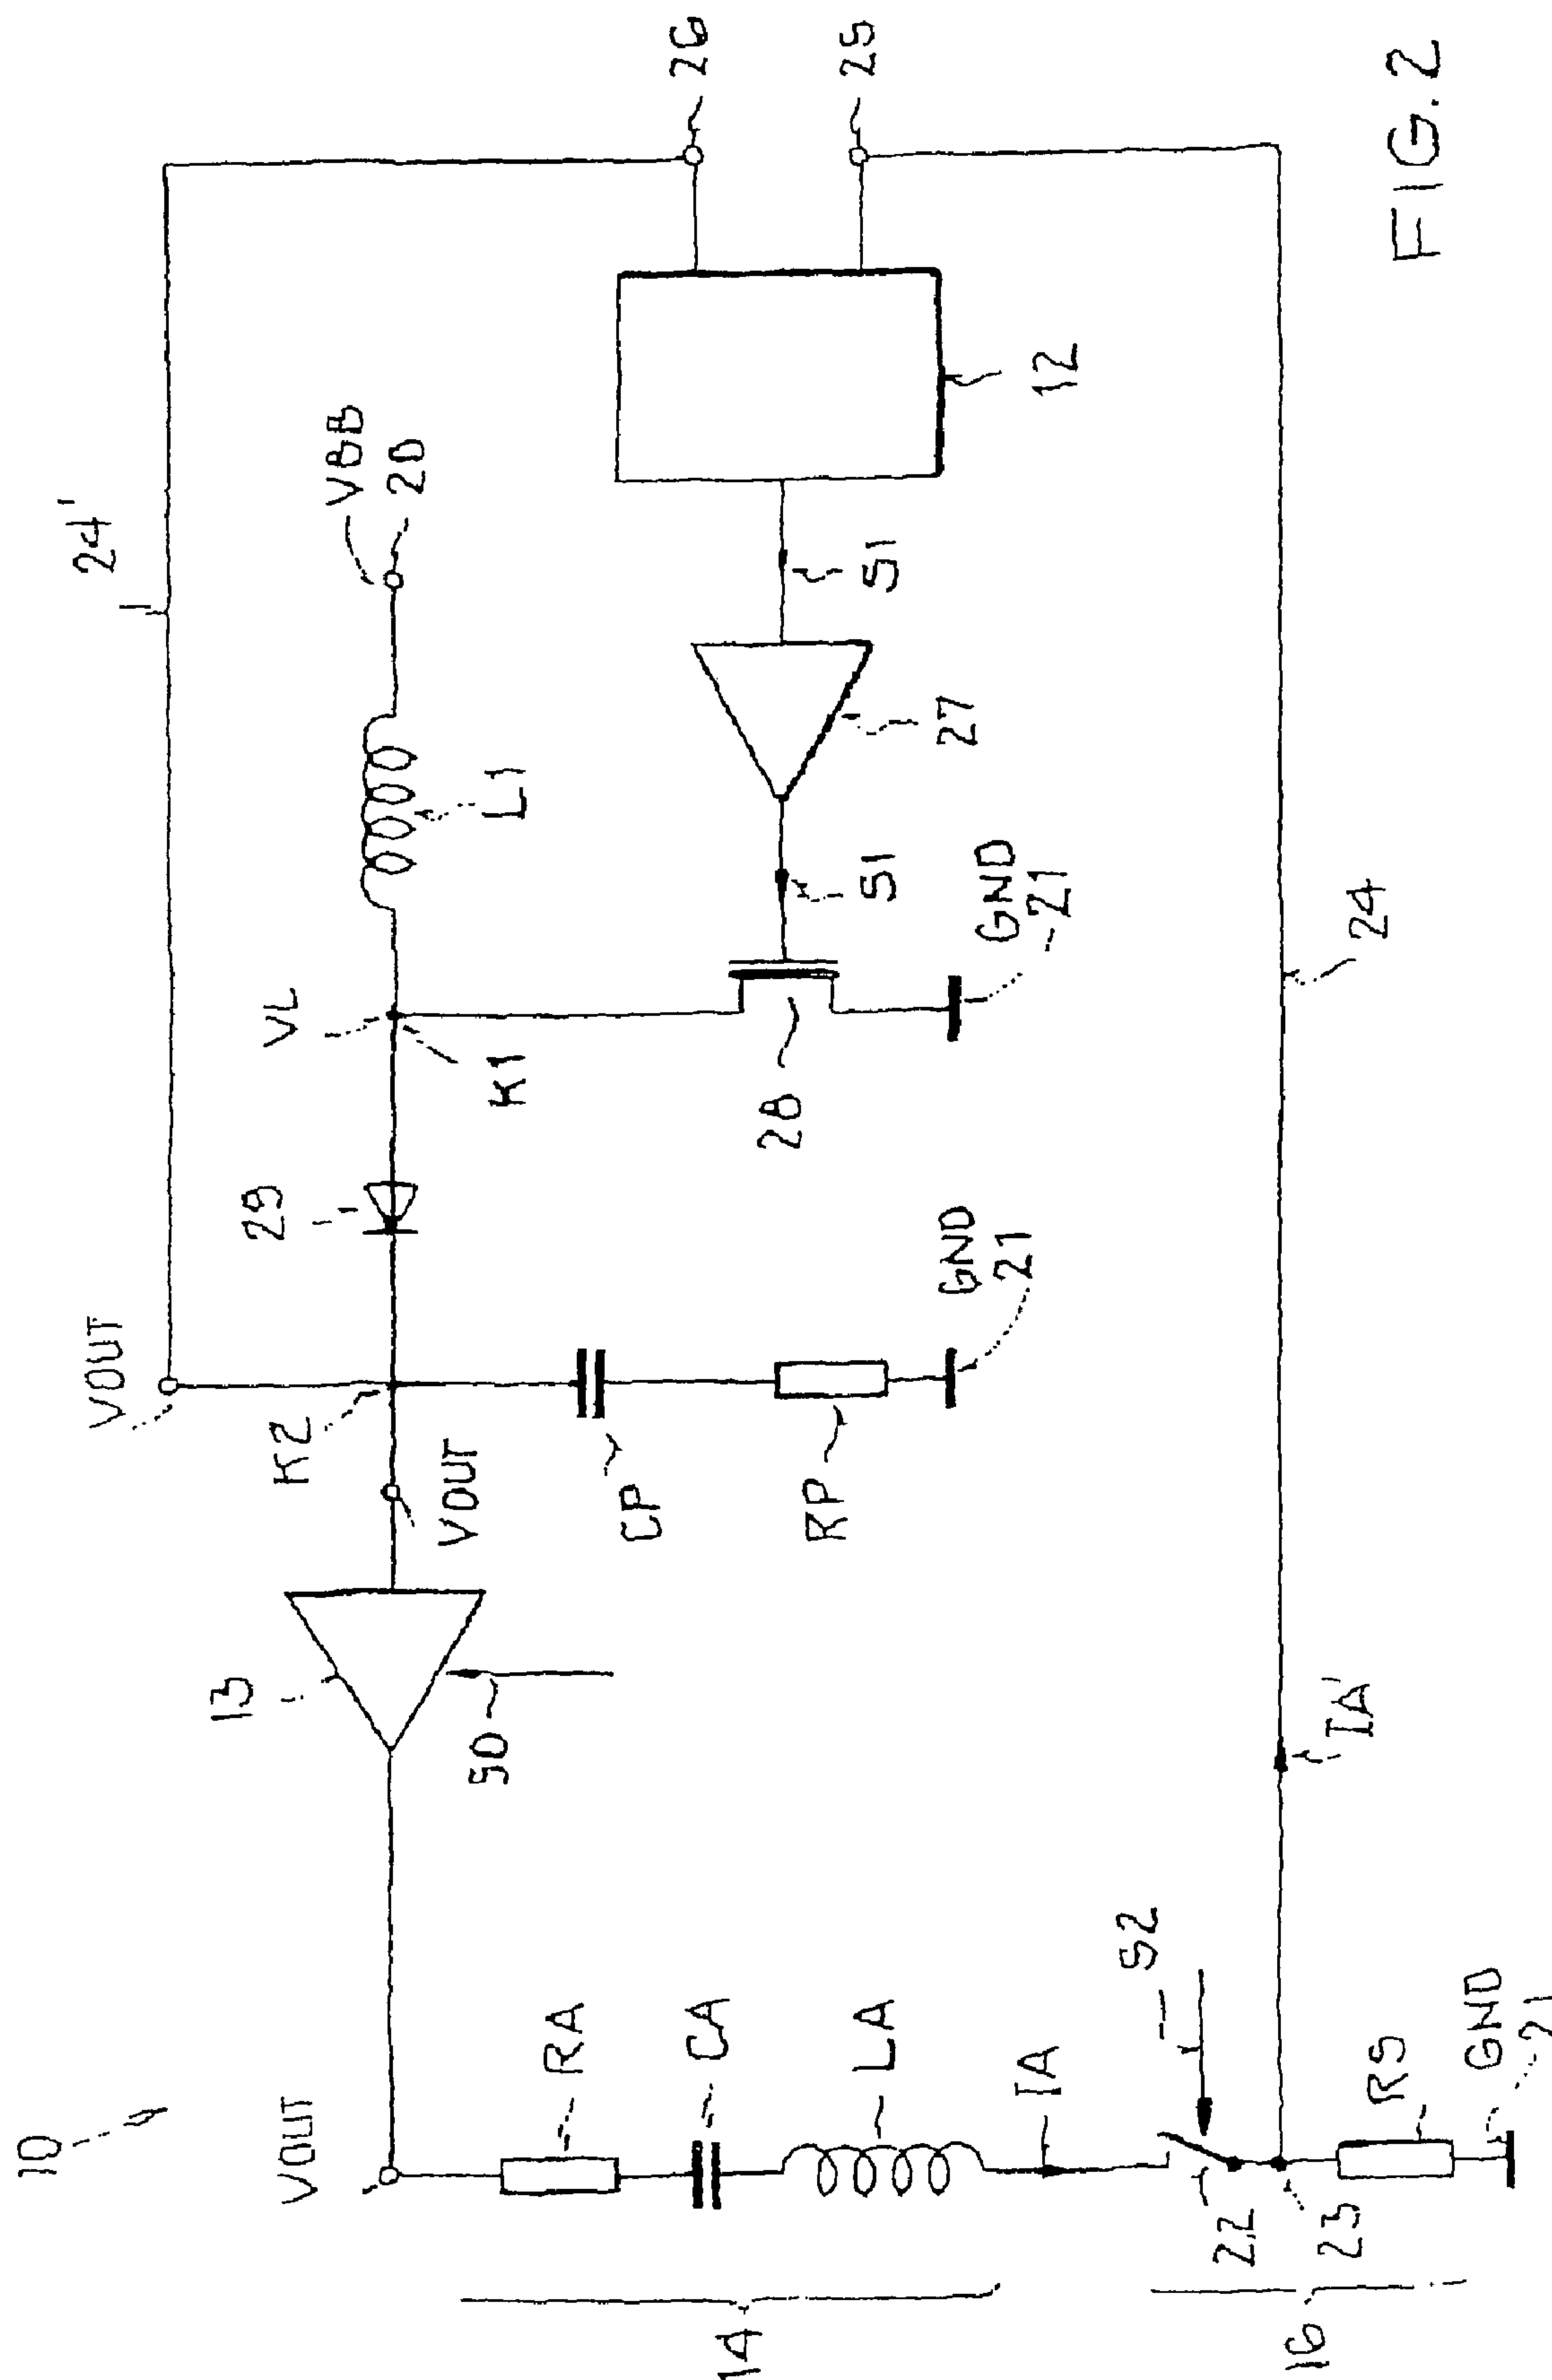 10
VOUT
14
RA
CA
LA
IA
16
22
23
S2
RS
GND
21
13
S0
VOUT
K2
VOUT
CP
RP
GND
21
IA'
29
VL
K1
28
GND
21
24
24'
L1
S1
27
S1
VBB
20
12
26
25
FIG. 2